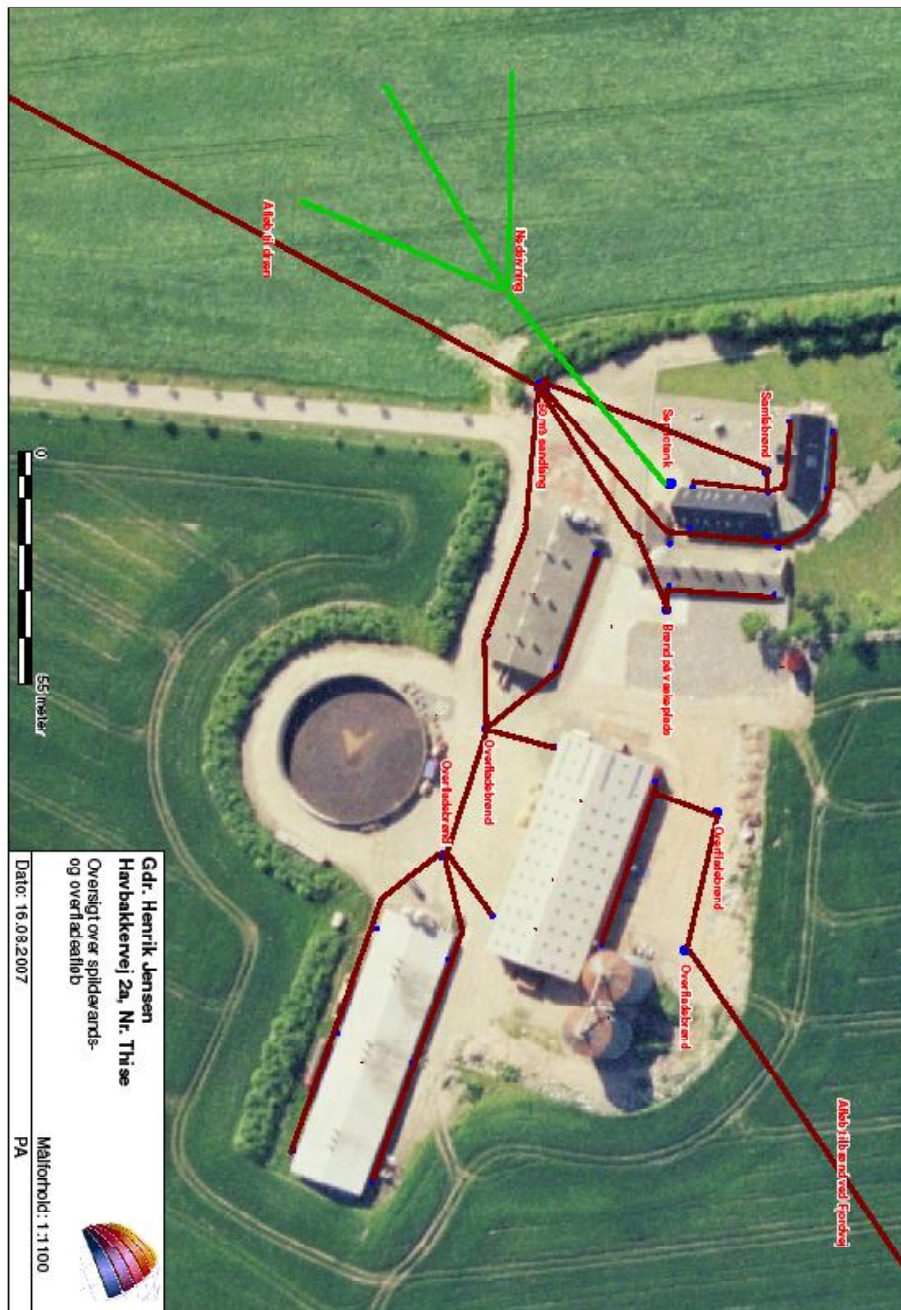 Afløb til dræn
Nedsivning
Septictank
Samlebrønd
60 m3 sandfang
Brønd på vaskeplads
Overfladebrønd
Overfladebrønd
Overfladebrønd
Overfladebrønd
Afløb til brønd ved Fjordvej
0
55 meter
Gdr. Henrik Jensen
Havbakkervej 2a, Nr. Thise
Oversigt over spildevands-
og overfladeafløb
Dato: 16.08.2007
Målforhold: 1:1100
PA